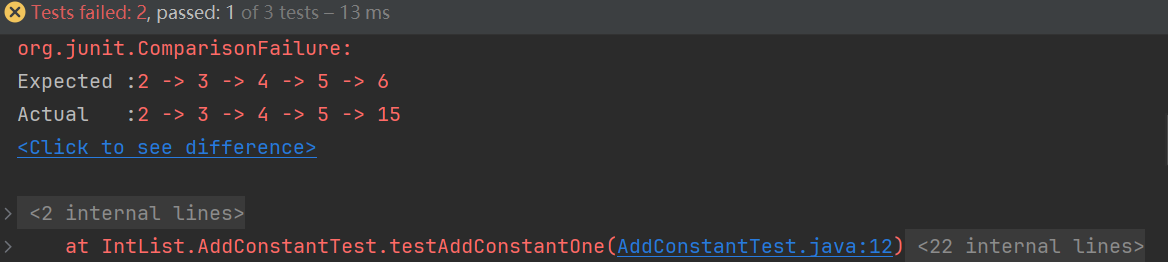 Tests failed: 2, passed: 1 of 3 tests – 13 ms
org.junit.ComparisonFailure:
Expected :2 -> 3 -> 4 -> 5 -> 6
Actual   :2 -> 3 -> 4 -> 5 -> 15
<Click to see difference>
<2 internal lines>
at IntList.AddConstantTest.testAddConstantOne(AddConstantTest.java:12) <22 internal lines>